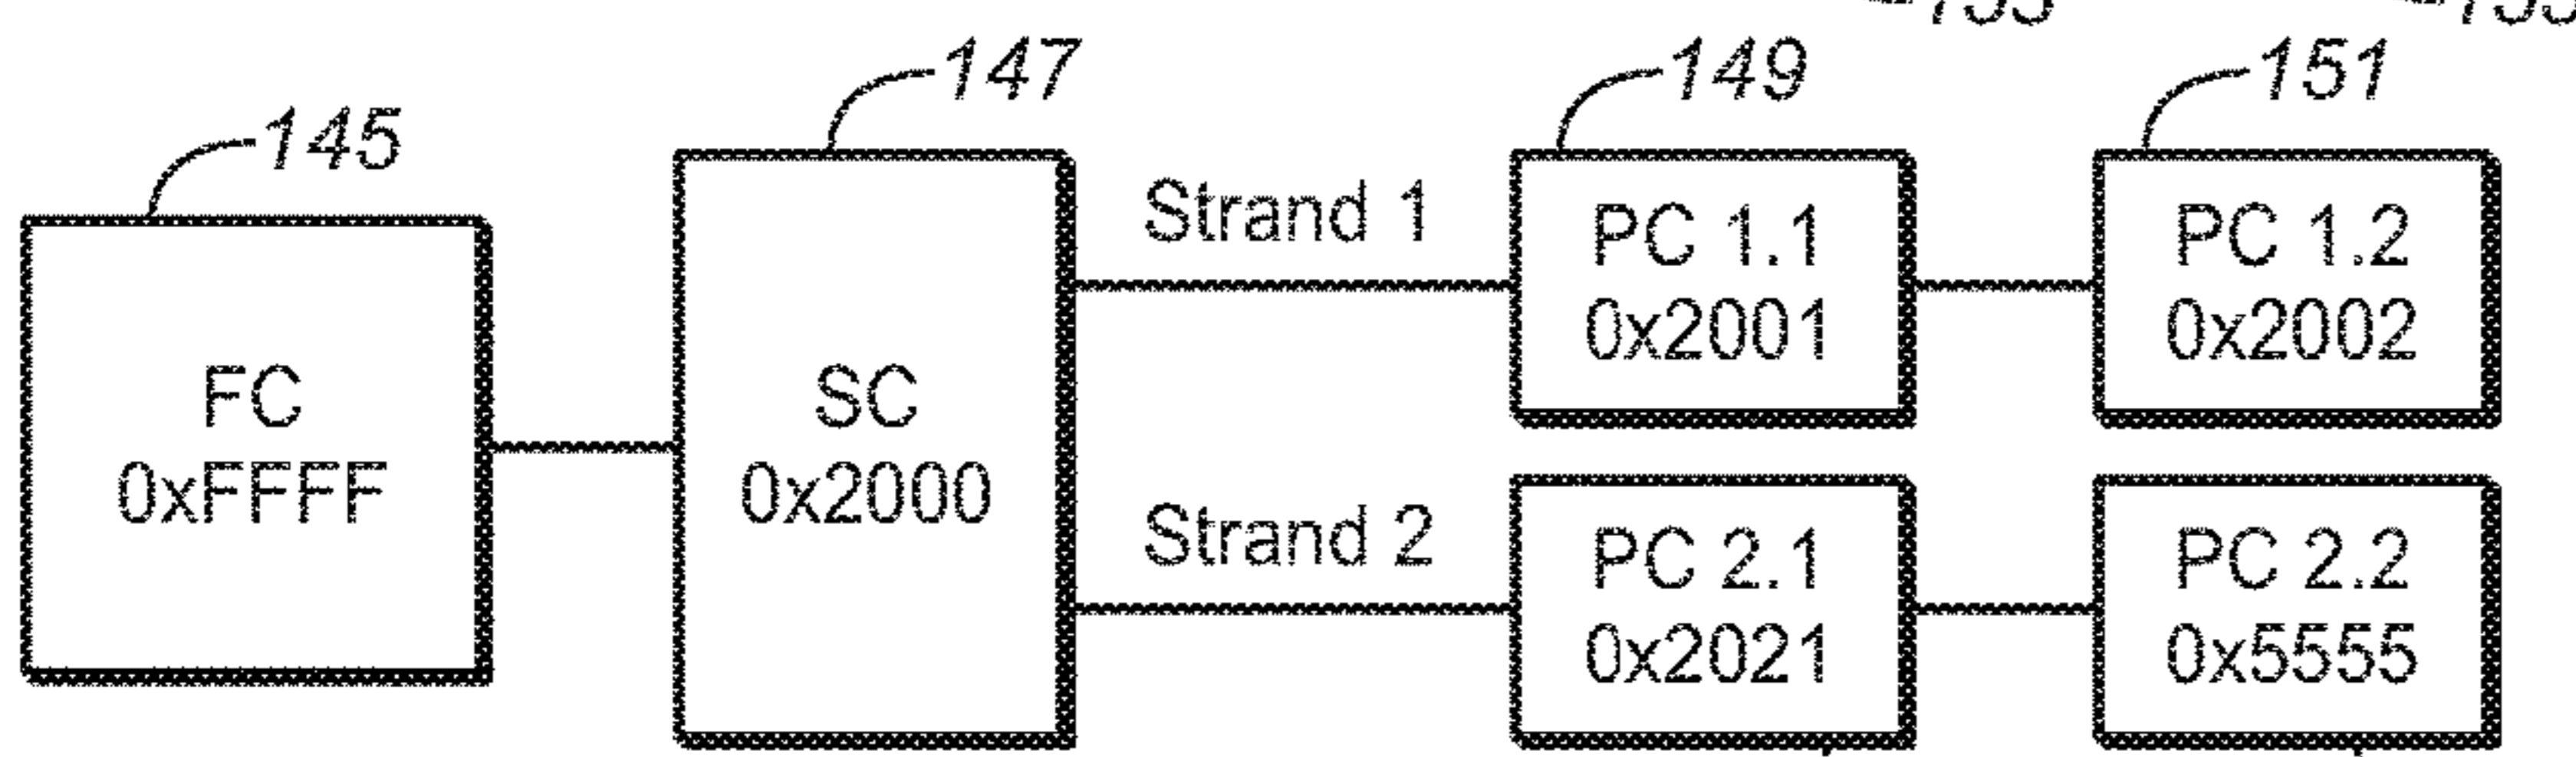 147
149
151
145
Strand 1
PC 1.1
0x2001
PC 1.2
0x2002
FC
0xFFFF
SC
0x2000
Strand 2
PC 2.1
0x2021
PC 2.2
0x5555